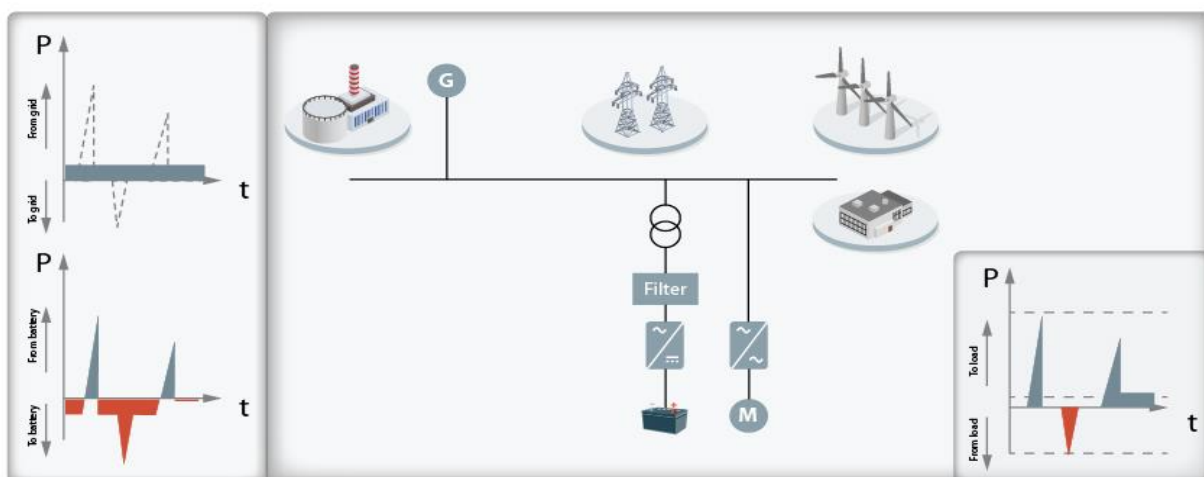 P
From grid
To grid
t
P
From battery
To battery
t
G
Filter
M
P
To load
From load
t